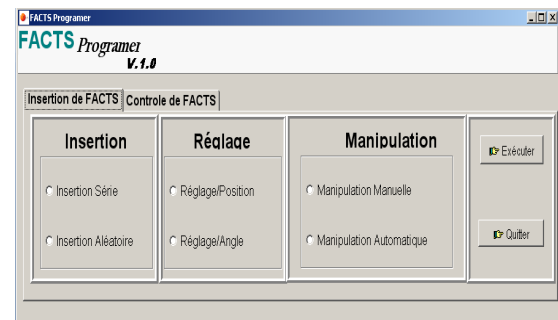 FACTS Programer
FACTS Programer
V.1.0
Insertion de FACTS Controle de FACTS
Insertion Réglage Manipulation
Insertion Série Réglage/Position Manipulation Manuelle
Exécuter
Insertion Aléatoire Réglage/Angle Manipulation Automatique
Quitter